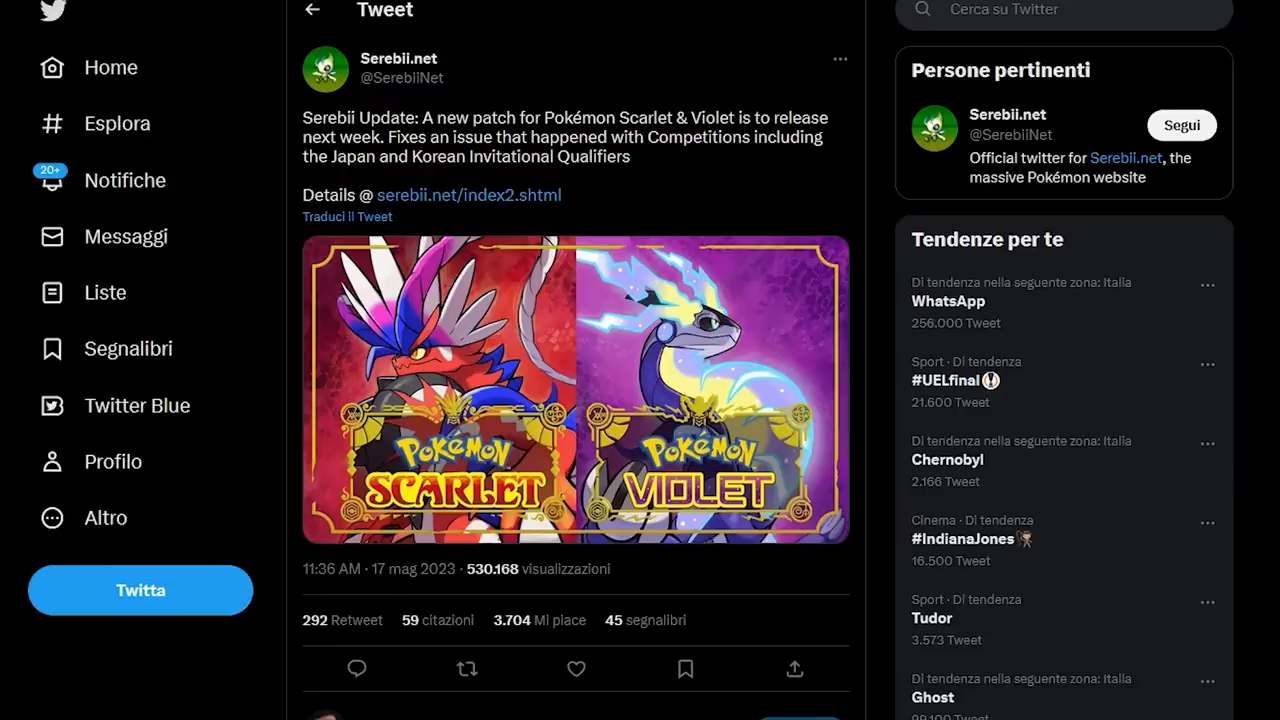 Home
Esplora
20+
Notifiche
Messaggi
Liste
Segnalibri
Twitter Blue
Profilo
Altro
Twitta
Tweet
Serebii.net
@SerebiiNet
Serebii Update: A new patch for Pokémon Scarlet & Violet is to release
next week. Fixes an issue that happened with Competitions including
the Japan and Korean Invitational Qualifiers
Details @ serebii.net/index2.shtml
Traduci il Tweet
POKÉMON
SCARLET
POKÉMON
VIOLET
11:36 AM · 17 mag 2023 · 530.168 visualizzazioni
292 Retweet 59 citazioni 3.704 Mi piace 45 segnalibri
Cerca su Twitter
Persone pertinenti
Serebii.net
@SerebiiNet
Segui
Official twitter for Serebii.net, the
massive Pokémon website
Tendenze per te
Di tendenza nella seguente zona: Italia
WhatsApp
256.000 Tweet
Sport · Di tendenza
#UELfinal
21.600 Tweet
Di tendenza nella seguente zona: Italia
Chernobyl
2.166 Tweet
Cinema · Di tendenza
#IndianaJones
16.500 Tweet
Sport · Di tendenza
Tudor
3.573 Tweet
Di tendenza nella seguente zona: Italia
Ghost
99.100 Tweet